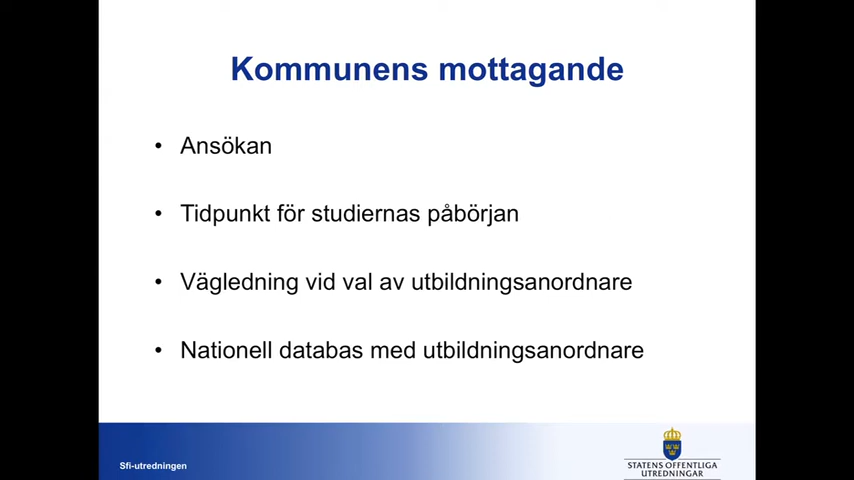 Kommunens mottagande
• Ansökan
• Tidpunkt för studiernas påbörjan
• Vägledning vid val av utbildningsanordnare
• Nationell databas med utbildningsanordnare
Sfi-utredningen
STATENS OFFENTLIGA
UTREDNINGAR